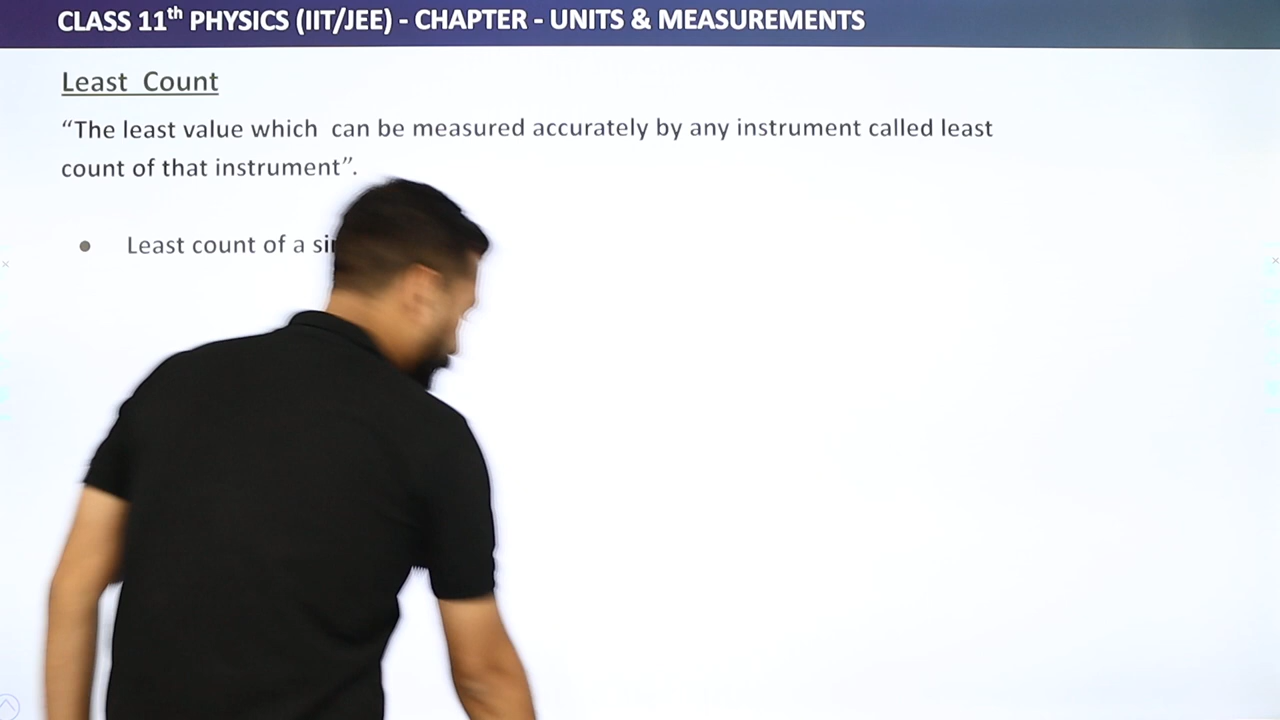 CLASS 11th PHYSICS (IIT/JEE) - CHAPTER - UNITS & MEASUREMENTS
Least Count
“The least value which can be measured accurately by any instrument called least
count of that instrument”.
● Least count of a